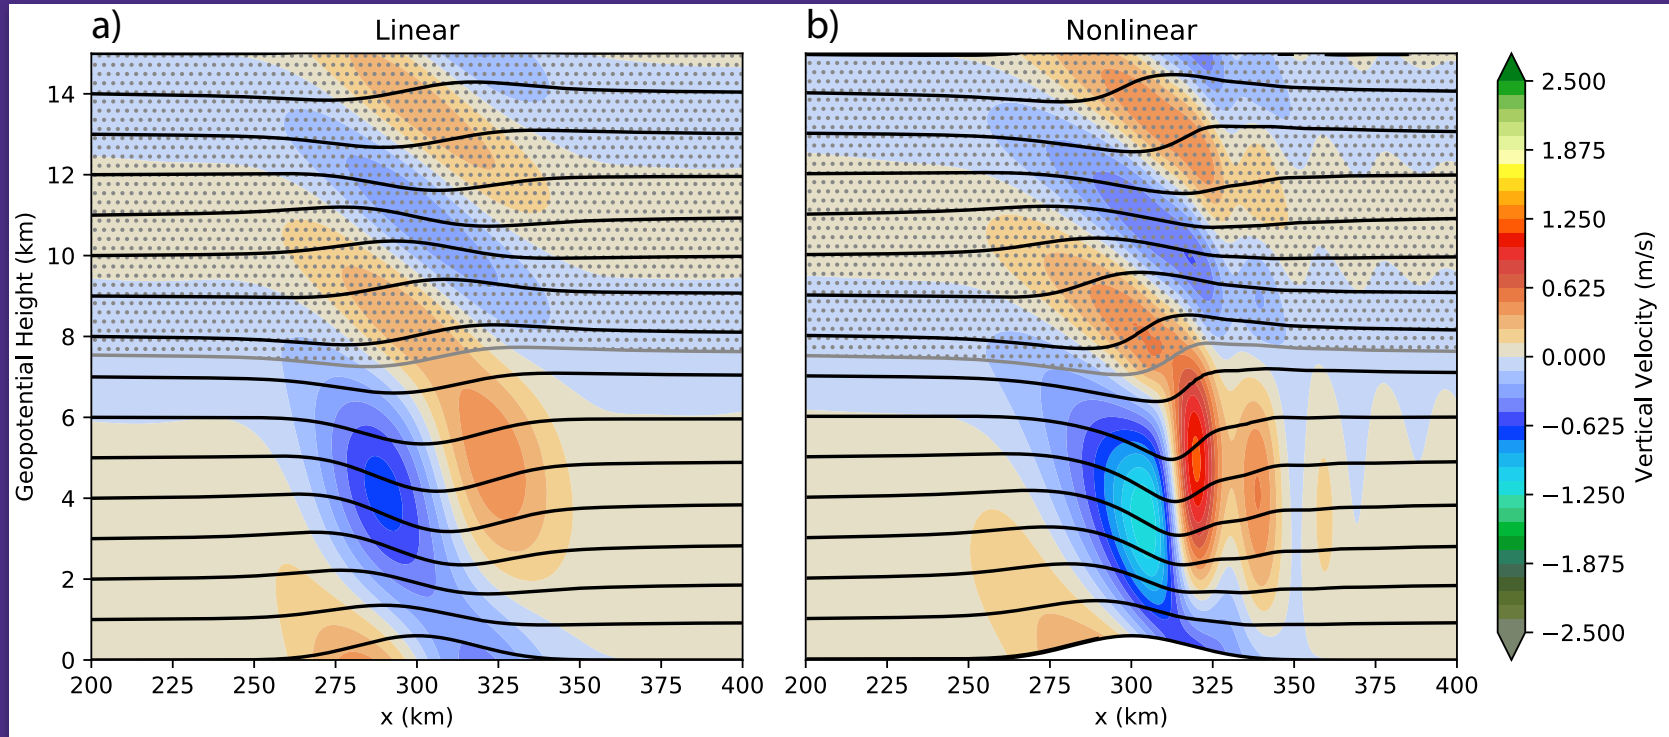 a)
Linear
b)
Nonlinear
Geopotential Height (km)
14
12
10
8
6
4
2
0
200 225 250 275 300 325 350 375 400
x (km)
200 225 250 275 300 325 350 375 400
x (km)
2.500
1.875
1.250
0.625
0.000
−0.625
−1.250
−1.875
−2.500
Vertical Velocity (m/s)